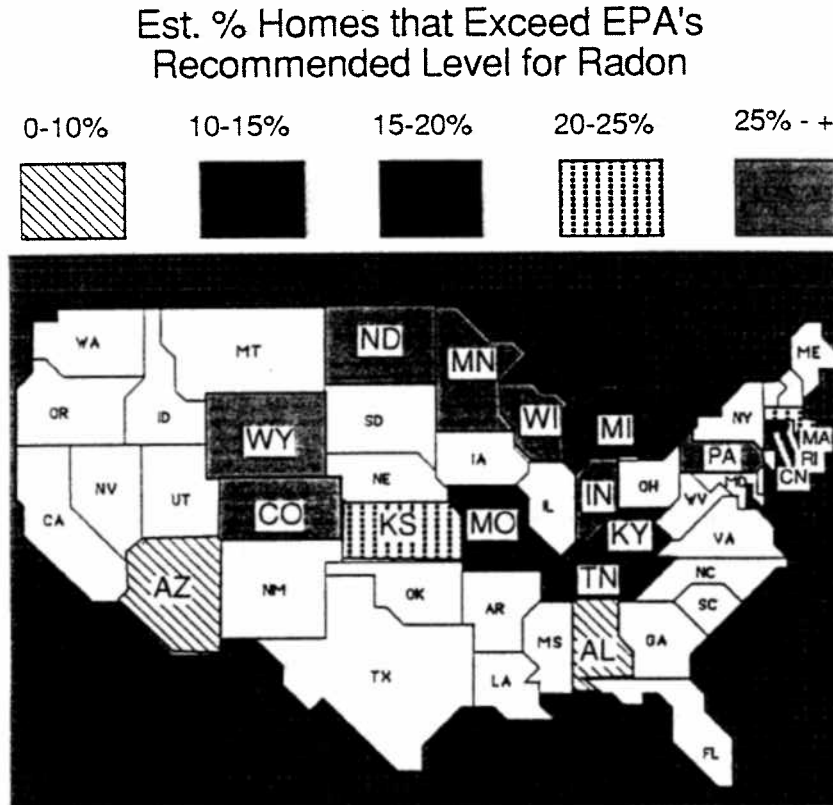 Est. % Homes that Exceed EPA's
Recommended Level for Radon
0-10% 10-15% 15-20% 20-25% 25% - +
WA
MT
ND
MN
ME
OR
ID
WY
SD
WI
MI
NY
MA
RI
CN
PA
IA
NE
NV
UT
CO
CA
KS
MO
IL
IN
OH
MD
WV
KY
VA
AZ
NM
OK
AR
TN
NC
SC
MS
AL
GA
TX
LA
FL